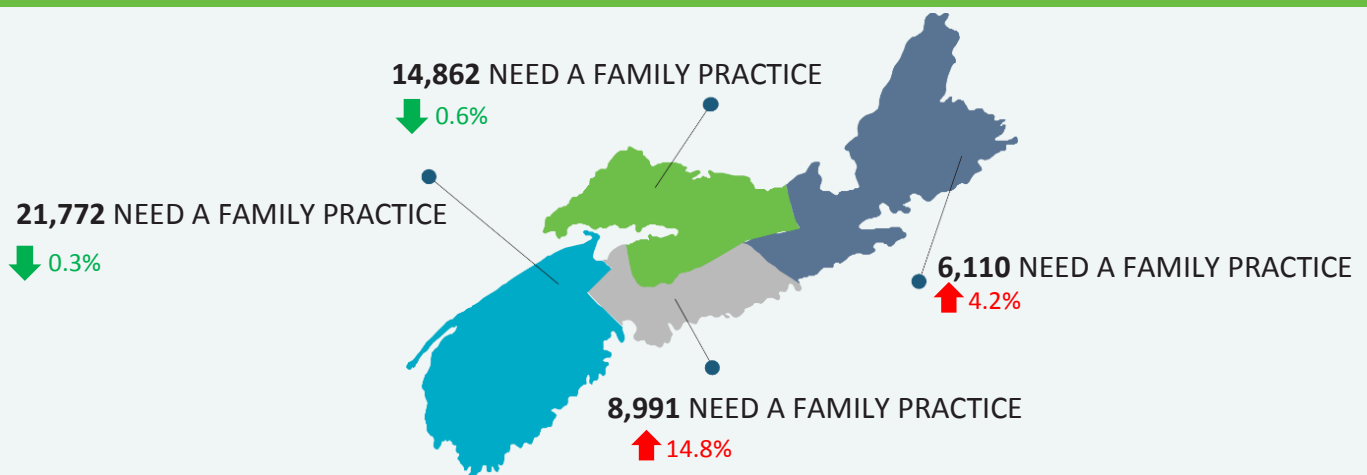 14,862 NEED A FAMILY PRACTICE
0.6%
21,772 NEED A FAMILY PRACTICE
0.3%
6,110 NEED A FAMILY PRACTICE
4.2%
8,991 NEED A FAMILY PRACTICE
14.8%